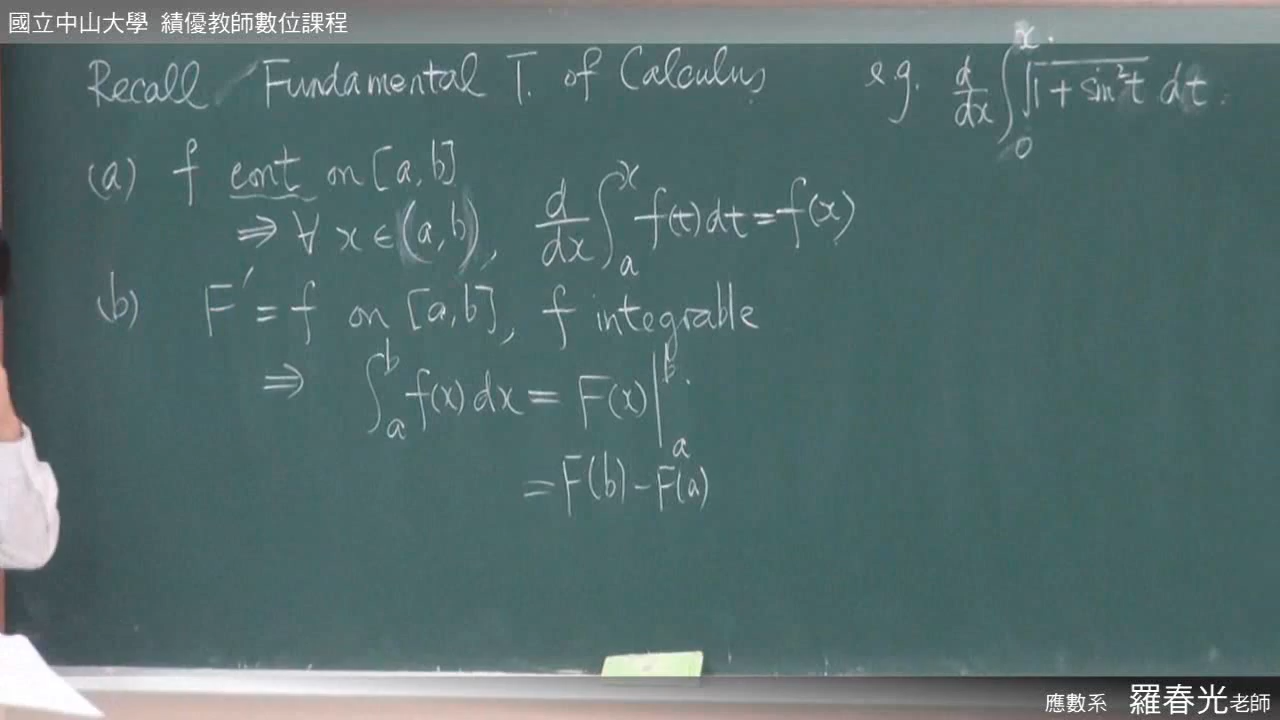 國立中山大學 績優教師數位課程
Recall Fundamental T. of Calculus
(a) f cont on [a,b]
⇒ ∀ x ∈ (a,b), d/dx ∫_a^x f(t)dt = f(x)
(b) F' = f on [a,b], f integrable
⇒ ∫_a^b f(x)dx = F(x)|_a^b
= F(b) - F(a)
e.g. d/dx ∫_0^x √(1 + sin²t) dt.
應數系 羅春光老師